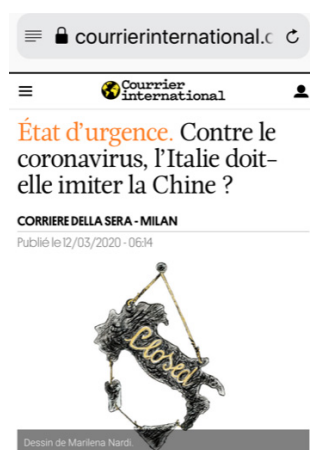 courrierinternational.c
Courrier
international
État d’urgence. Contre le
coronavirus, l’Italie doit-
elle imiter la Chine ?
CORRIERE DELLA SERA - MILAN
Publié le 12/03/2020 - 06:14
Closed
Dessin de Marilena Nardi.